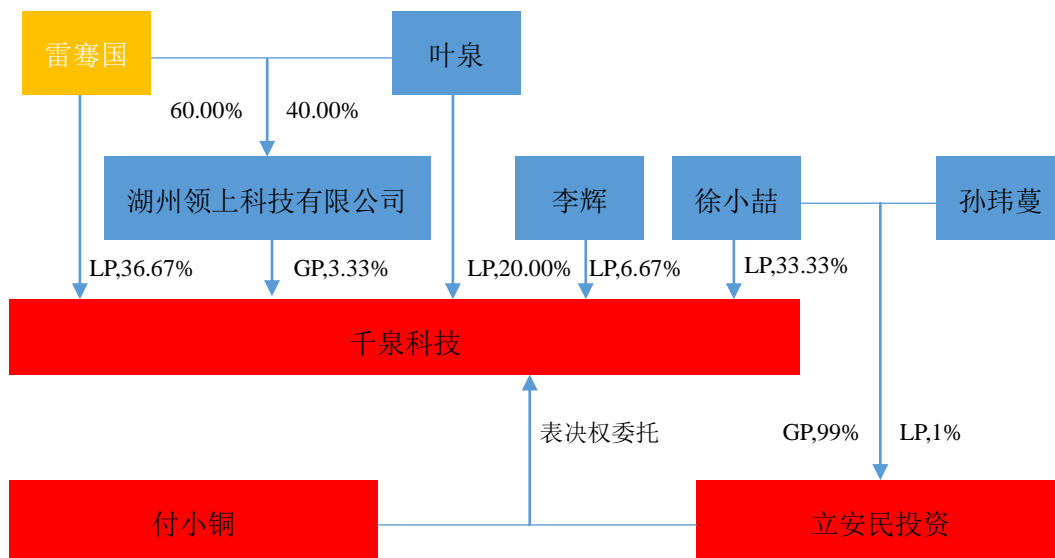 雷骞国
叶泉
60.00%
40.00%
湖州领上科技有限公司
李辉
徐小喆
孙玮蔓
LP,36.67%
GP,3.33%
LP,20.00%
LP,6.67%
LP,33.33%
千泉科技
表决权委托
GP,99%
LP,1%
付小铜
立安民投资